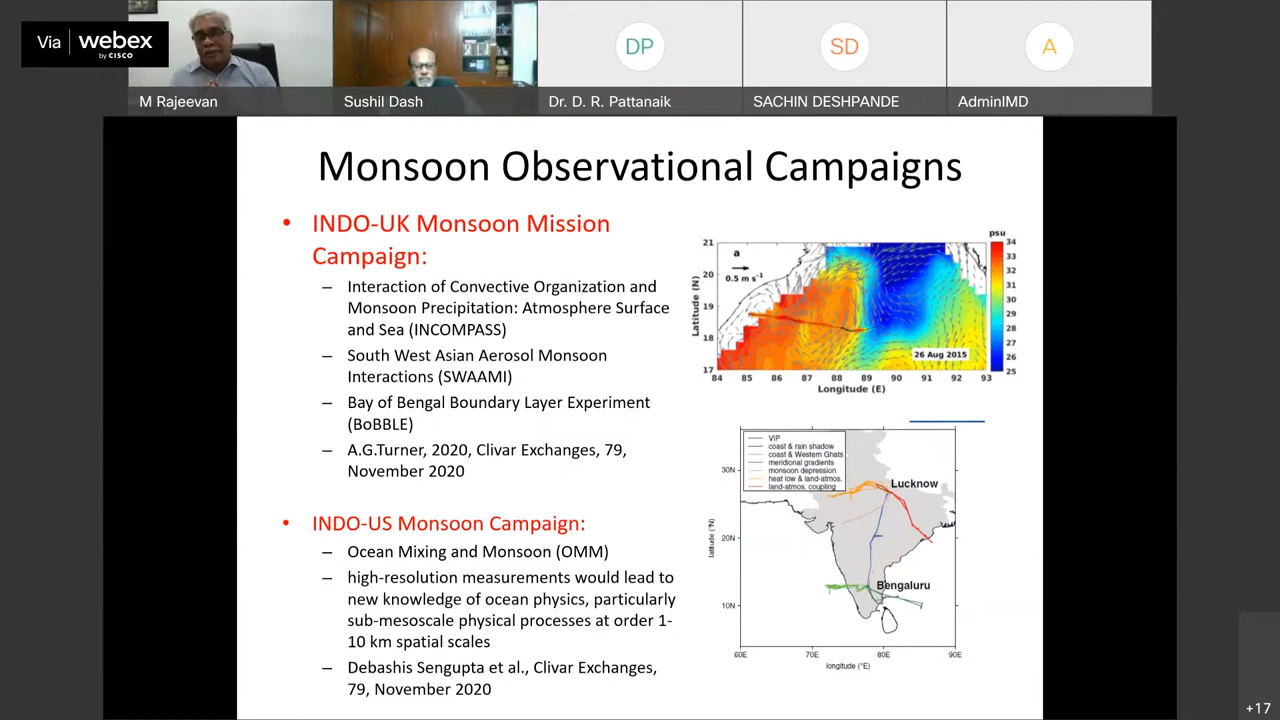 Via webex
by CISCO
M Rajeevan
Sushil Dash
DP
Dr. D. R. Pattanaik
SD
SACHIN DESHPANDE
A
AdminIMD
Monsoon Observational Campaigns
• INDO-UK Monsoon Mission
Campaign:
– Interaction of Convective Organization and
Monsoon Precipitation: Atmosphere Surface
and Sea (INCOMPASS)
– South West Asian Aerosol Monsoon
Interactions (SWAAMI)
– Bay of Bengal Boundary Layer Experiment
(BoBBLE)
– A.G.Turner, 2020, Clivar Exchanges, 79,
November 2020
• INDO-US Monsoon Campaign:
– Ocean Mixing and Monsoon (OMM)
– high-resolution measurements would lead to
new knowledge of ocean physics, particularly
sub-mesoscale physical processes at order 1-
10 km spatial scales
– Debashis Sengupta et al., Clivar Exchanges,
79, November 2020
psu
a
0.5 m s⁻¹
26 Aug 2015
Latitude (N)
21
20
19
18
17
84 85 86 87 88 89 90 91 92 93
Longitude (E)
34
33
32
31
30
29
28
27
26
25
VIP
coast & rain shadow
coast & Western Ghats
meridional gradients
monsoon depression
heat low & land-atmos.
land-atmos. coupling
Lucknow
Bengaluru
latitude (°N)
30N
20N
10N
60E 70E 80E 90E
longitude (°E)
+17